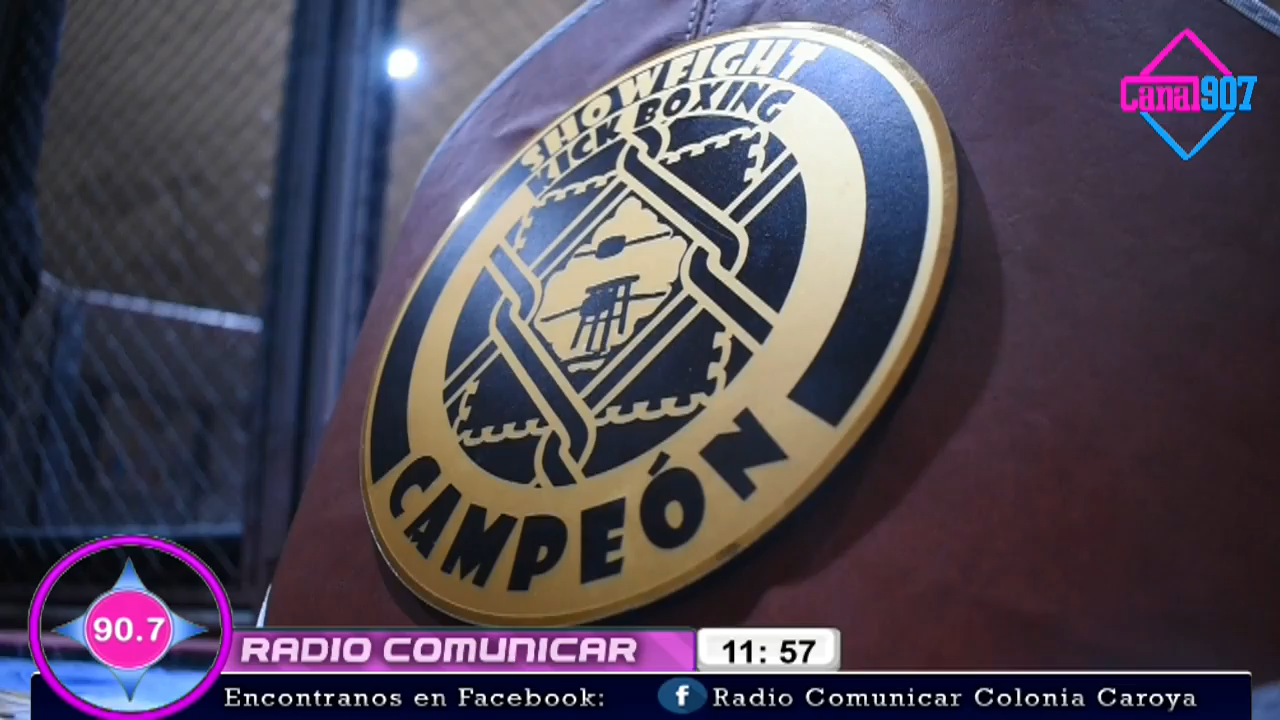 SHOWFIGHT
KICK BOXING
CAMPEÓN
Canal907
90.7
RADIO COMUNICAR
11: 57
Encontranos en Facebook:
f Radio Comunicar Colonia Caroya